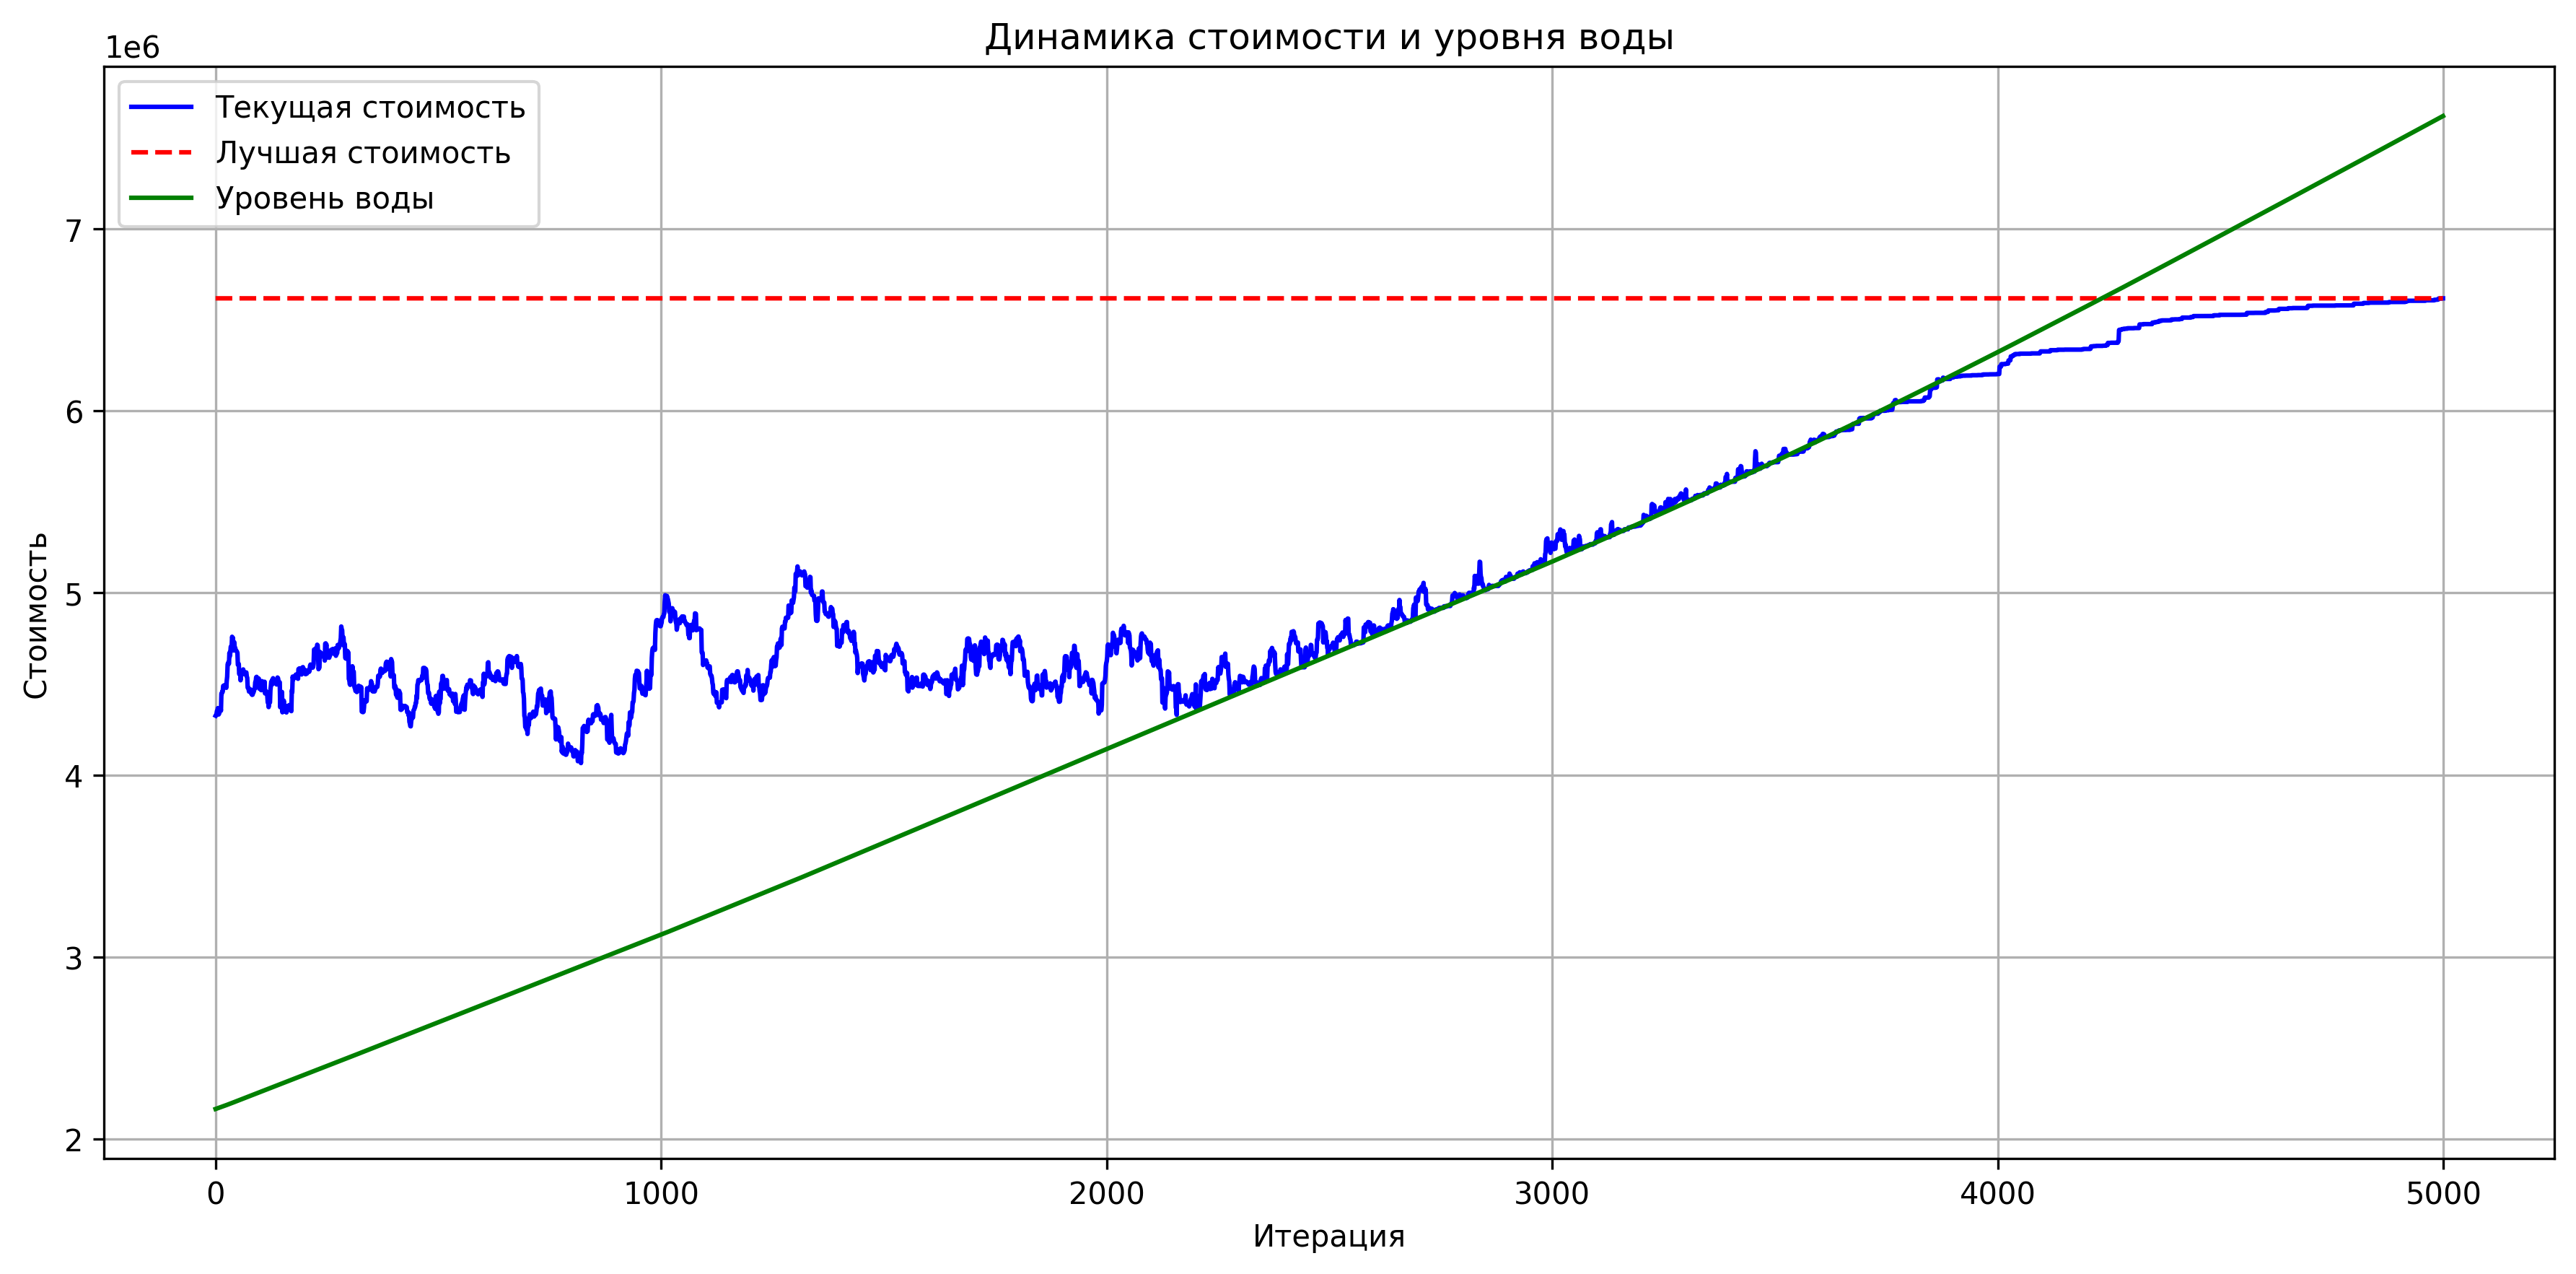 Динамика стоимости и уровня воды
1e6
Текущая стоимость
Лучшая стоимость
Уровень воды
7
6
5
4
3
2
Стоимость
0 1000 2000 3000 4000 5000
Итерация